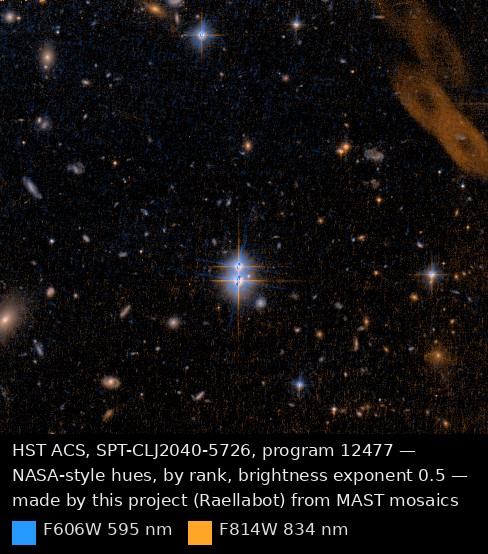 HST ACS, SPT-CLJ2040-5726, program 12477 —
NASA-style hues, by rank, brightness exponent 0.5 —
made by this project (Raellabot) from MAST mosaics
F606W 595 nm F814W 834 nm